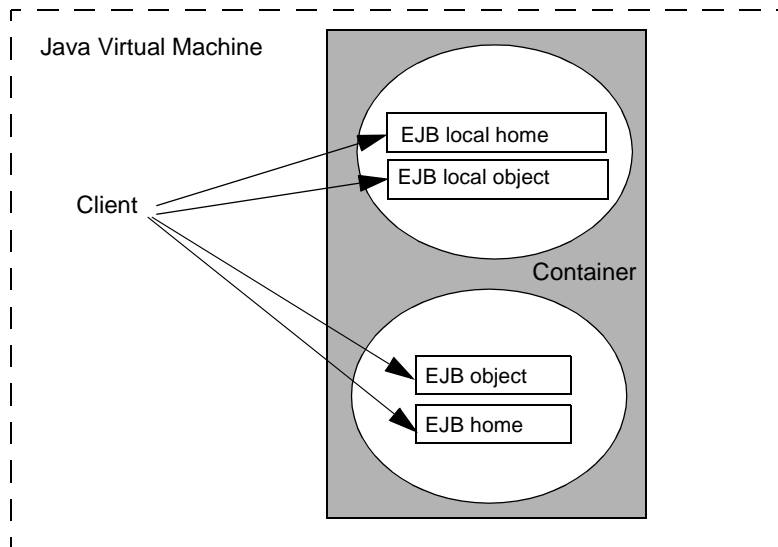 Java Virtual Machine
EJB local home
EJB local object
Client
Container
EJB object
EJB home